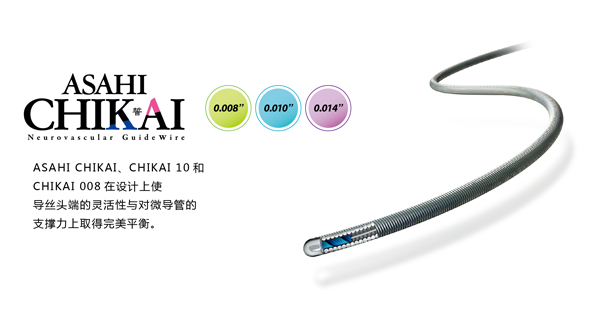 ASAHI
CHIKAI
誓
Neurovascular GuideWire
0.008” 0.010” 0.014”
ASAHI CHIKAI、CHIKAI 10 和
CHIKAI 008 在设计上使
导丝头端的灵活性与对微导管的
支撑力上取得完美平衡。